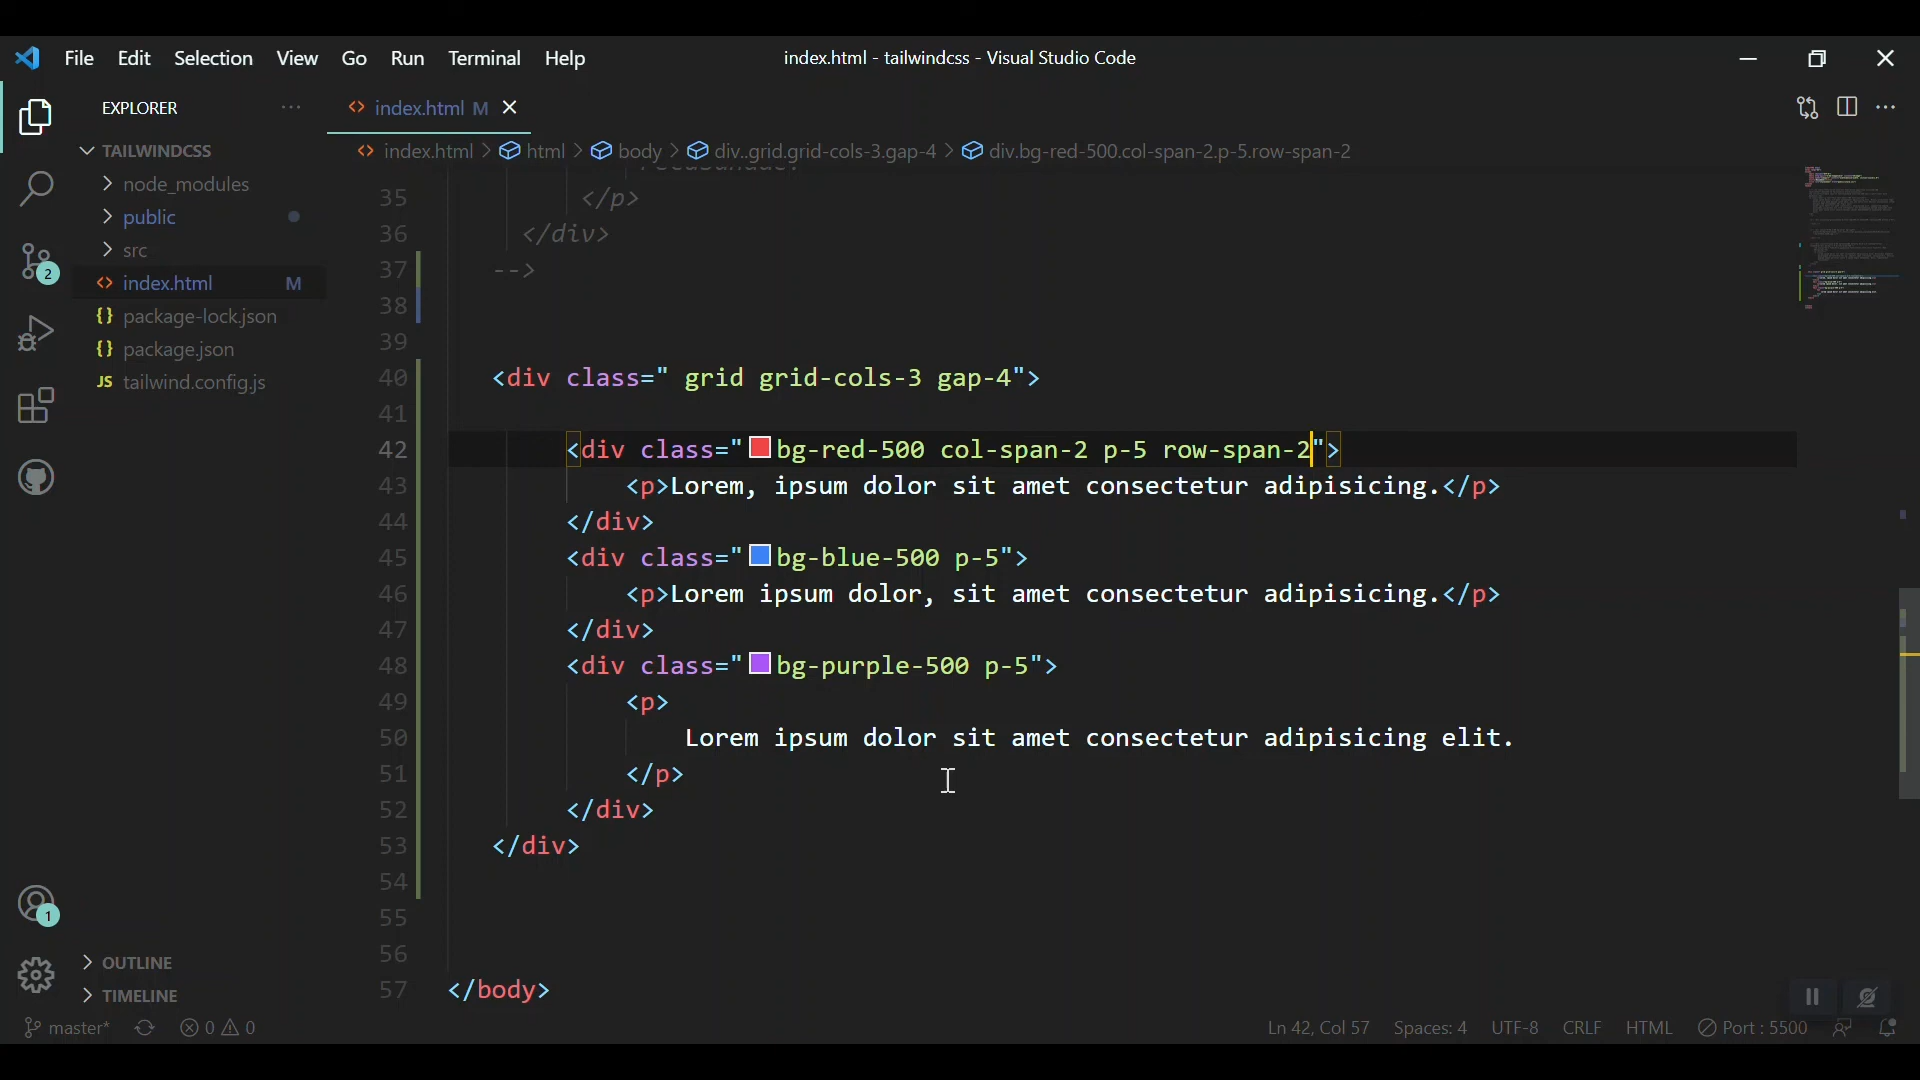 File Edit Selection View Go Run Terminal Help
index.html - tailwindcss - Visual Studio Code
EXPLORER
index.html M
TAILWINDCSS
index.html > html > body > div..grid.grid-cols-3.gap-4 > div.bg-red-500.col-span-2.p-5.row-span-2
node_modules
public
src
index.html M
{} package-lock.json
{} package.json
JS tailwind.config.js
2
1
35 </p>
36 </div>
37 -->
38
39
40 <div class=" grid grid-cols-3 gap-4">
41
42 <div class="bg-red-500 col-span-2 p-5 row-span-2">
43 <p>Lorem, ipsum dolor sit amet consectetur adipisicing.</p>
44 </div>
45 <div class="bg-blue-500 p-5">
46 <p>Lorem ipsum dolor, sit amet consectetur adipisicing.</p>
47 </div>
48 <div class="bg-purple-500 p-5">
49 <p>
50 Lorem ipsum dolor sit amet consectetur adipisicing elit.
51 </p>
52 </div>
53 </div>
54
55
56
57 </body>
OUTLINE
TIMELINE
master* 0 0
Ln 42, Col 57 Spaces: 4 UTF-8 CRLF HTML Port : 5500